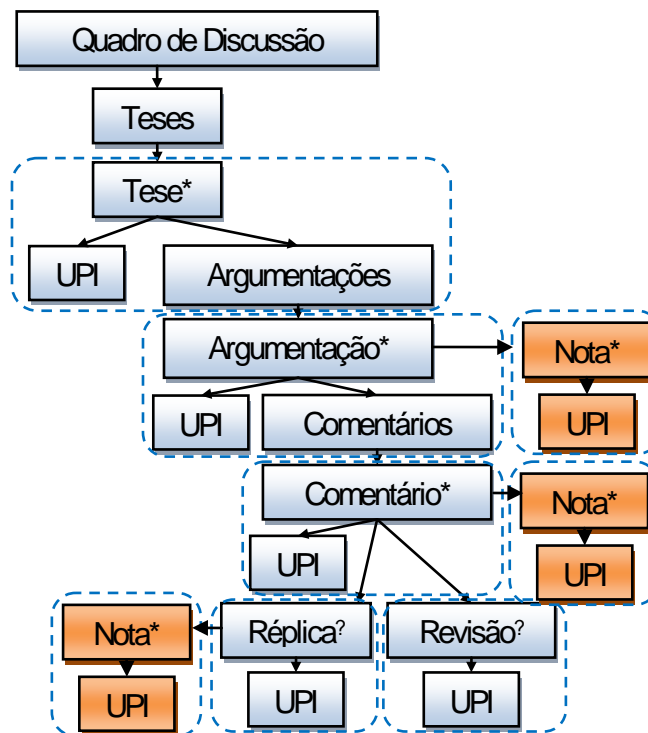 Quadro de Discussão
Teses
Tese*
UPI
Argumentações
Argumentação*
Nota*
UPI
Comentários
UPI
Comentário*
Nota*
UPI
UPI
Nota*
Réplica?
Revisão?
UPI
UPI
UPI